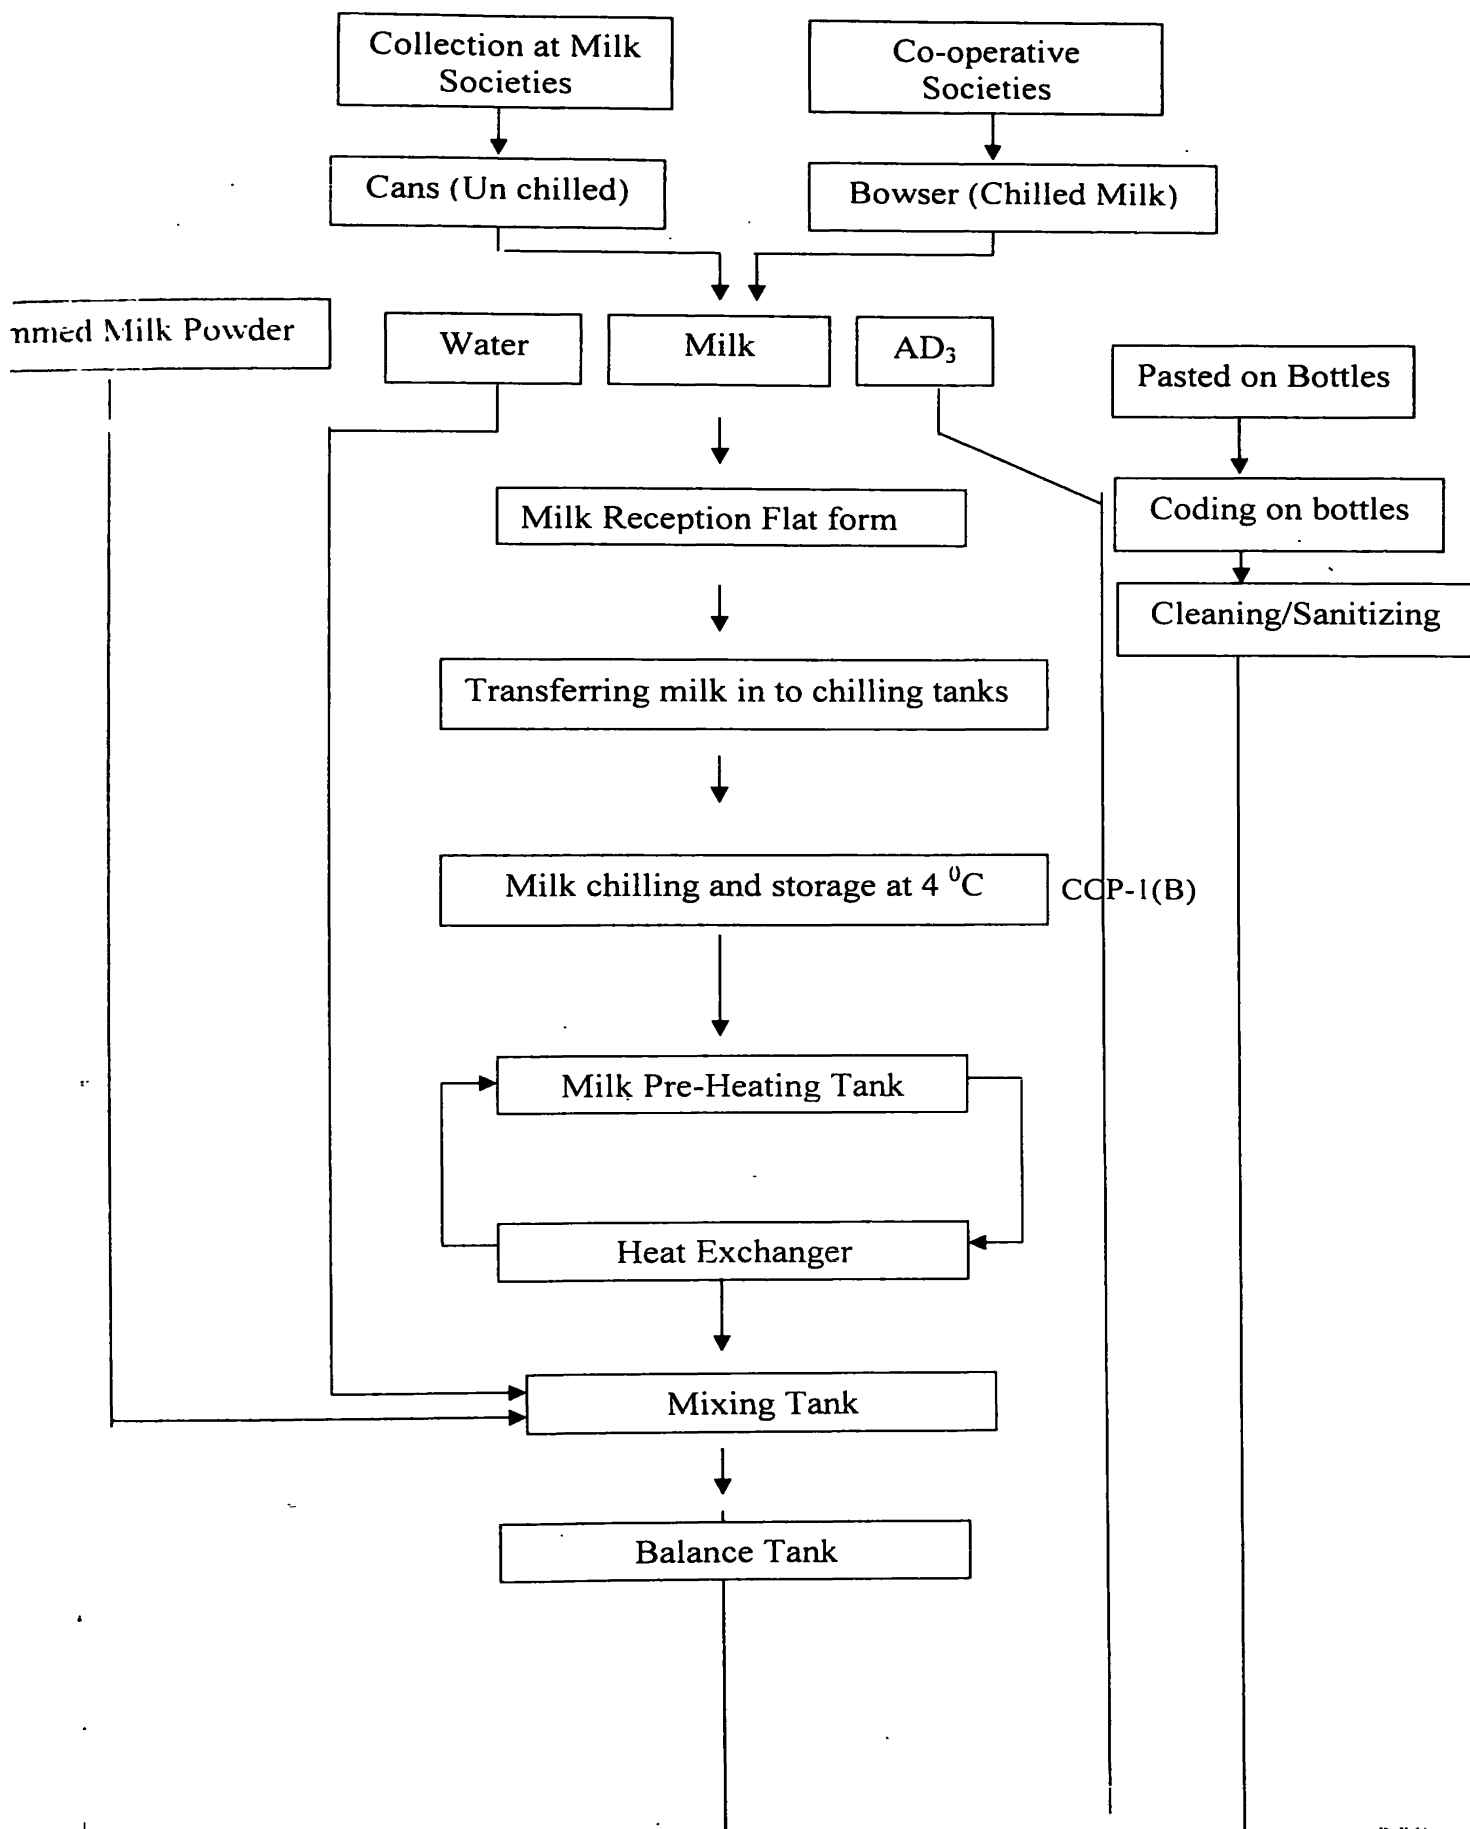 Collection at Milk
Societies
Co-operative
Societies
Cans (Un chilled)
Bowser (Chilled Milk)
mmed Milk Powder
Water
Milk
AD₃
Pasted on Bottles
Milk Reception Flat form
Coding on bottles
Cleaning/Sanitizing
Transferring milk in to chilling tanks
Milk chilling and storage at 4 ⁰C
CCP-1(B)
Milk Pre-Heating Tank
Heat Exchanger
Mixing Tank
Balance Tank